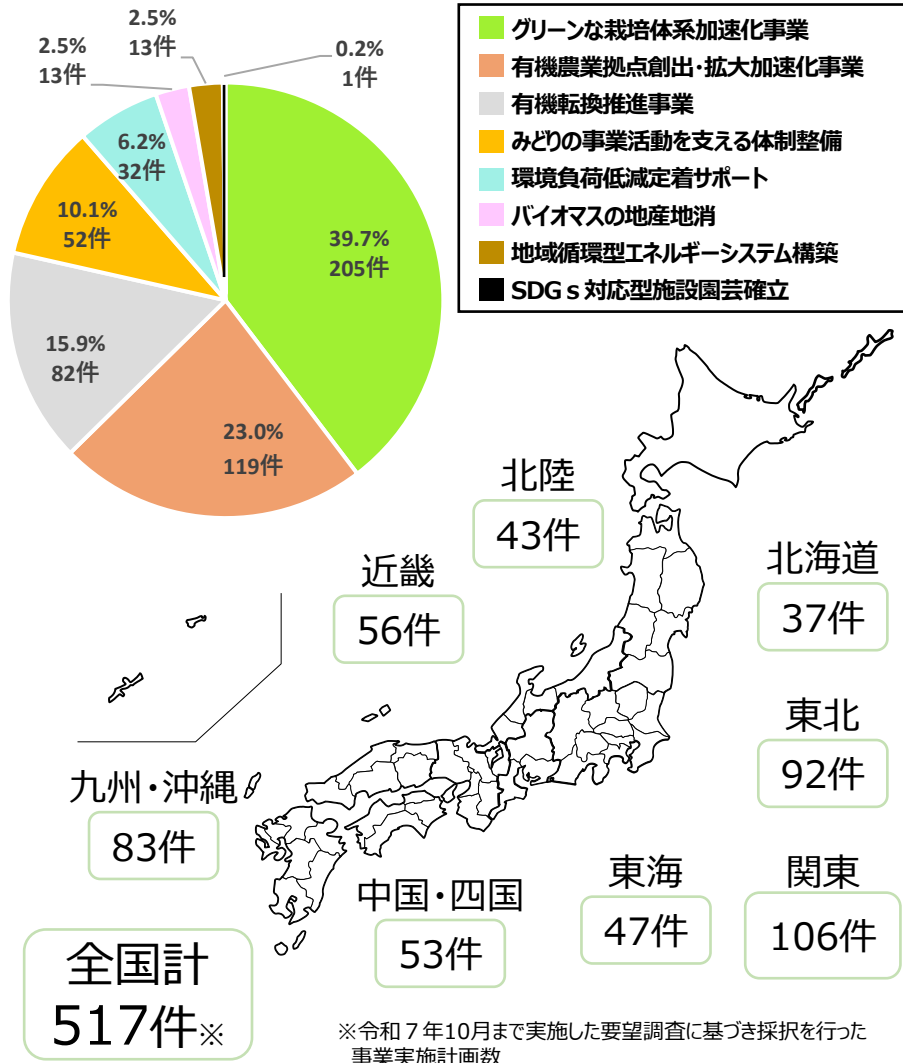 2.5%
13件
2.5%
13件
0.2%
1件
6.2%
32件
10.1%
52件
39.7%
205件
15.9%
82件
23.0%
119件
グリーンな栽培体系加速化事業
有機農業拠点創出・拡大加速化事業
有機転換推進事業
みどりの事業活動を支える体制整備
環境負荷低減定着サポート
バイオマスの地産地消
地域循環型エネルギーシステム構築
SDGｓ対応型施設園芸確立
北陸
43件
北海道
37件
近畿
56件
東北
92件
九州・沖縄
83件
中国・四国
53件
東海
47件
関東
106件
全国計
517件※
※令和７年10月まで実施した要望調査に基づき採択を行った
事業実施計画数